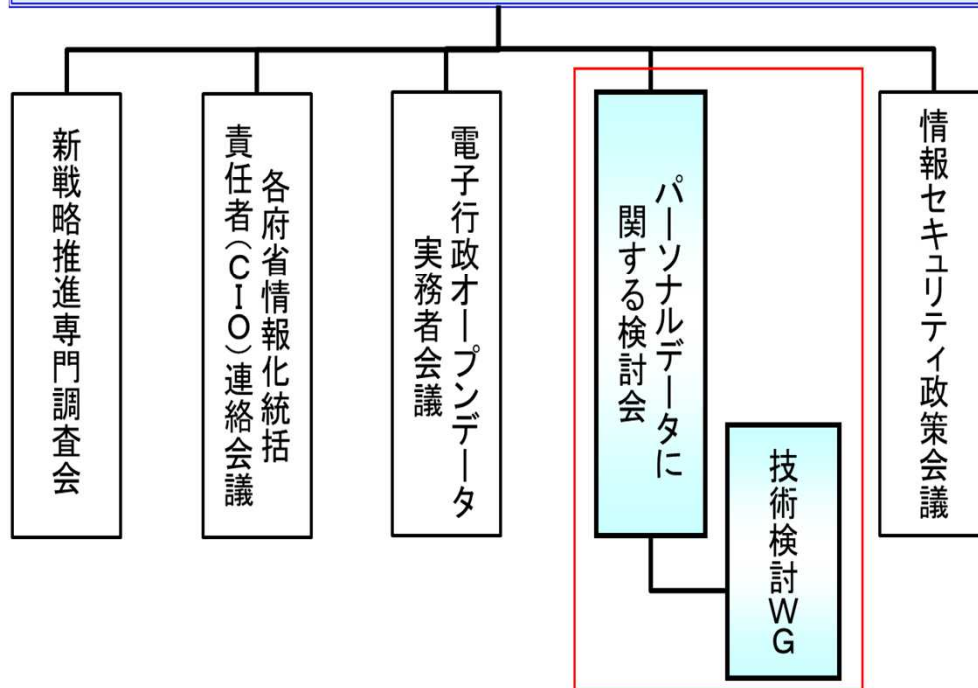 新戦略推進専門調査会
各府省情報化統括
責任者（ＣＩＯ）連絡会議
電子行政オープンデータ
実務者会議
パーソナルデータに
関する検討会
技術検討ＷＧ
情報セキュリティ政策会議